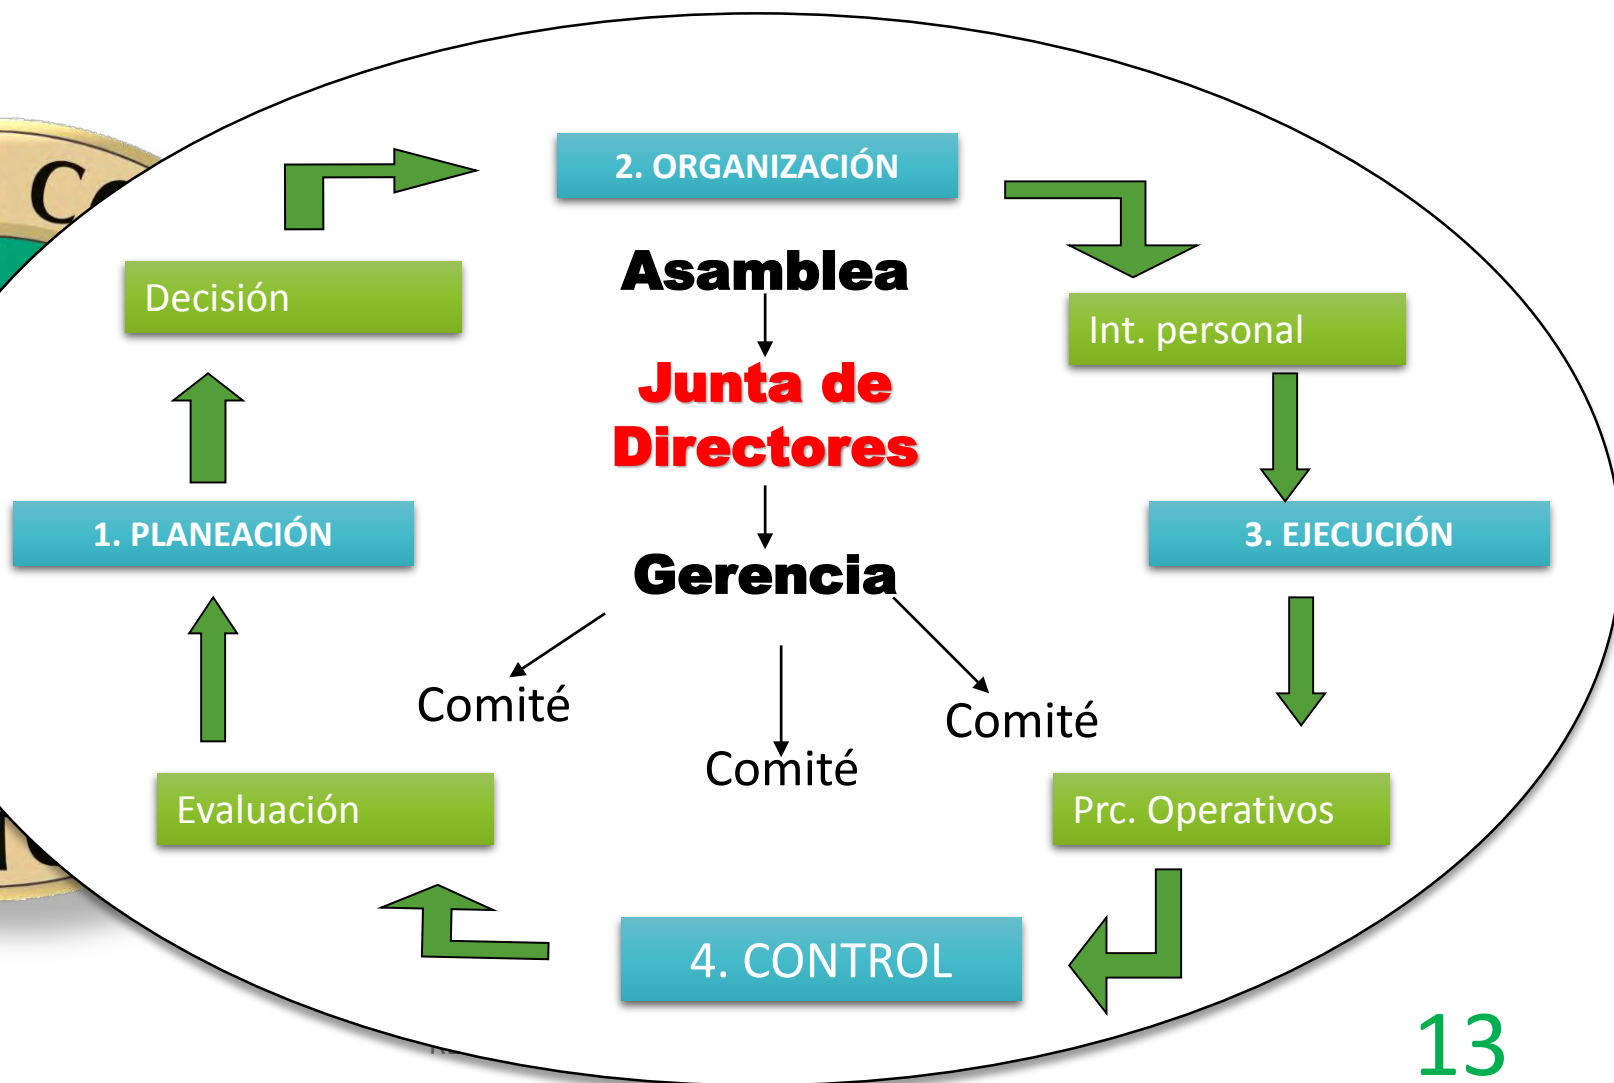 2. ORGANIZACIÓN
Asamblea
Decisión
Int. personal
Junta de
Directores
1. PLANEACIÓN
3. EJECUCIÓN
Gerencia
Comité
Comité
Comité
Evaluación
Prc. Operativos
4. CONTROL
13